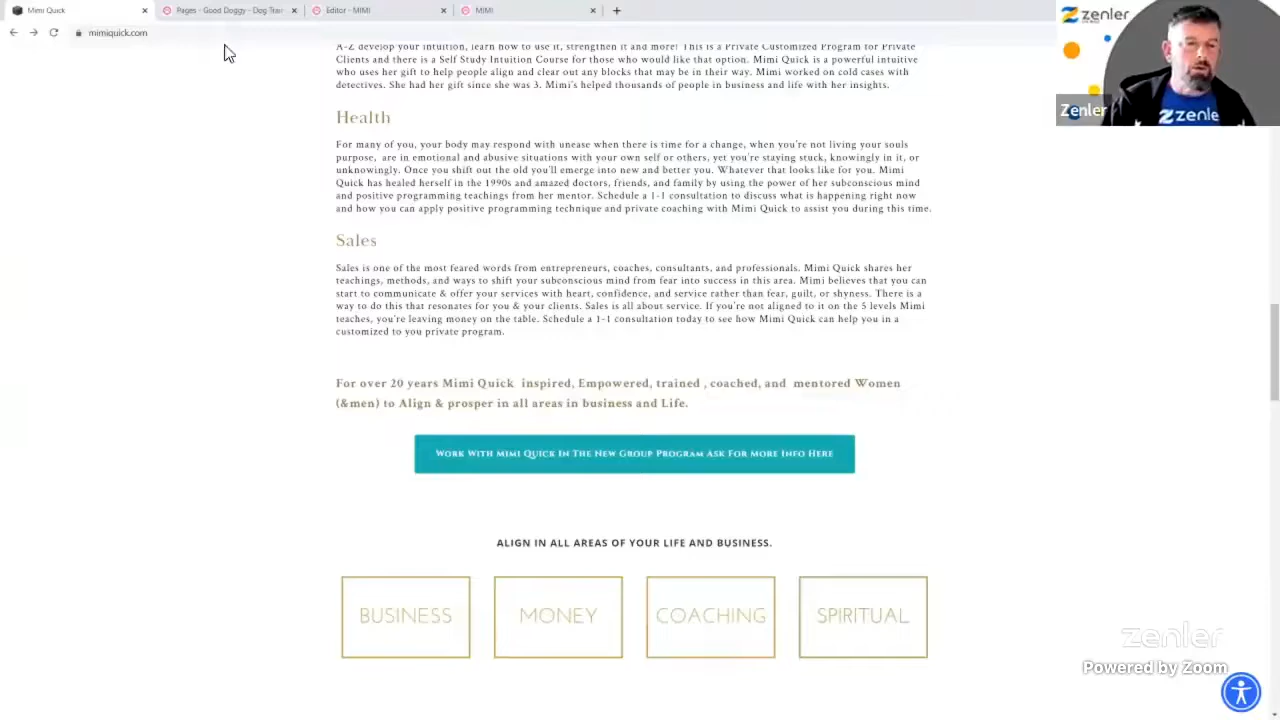 Mimi Quick
Pages - Good Doggy - Dog Trai
Editor - MIMI
MIMI
mimiquick.com
zenler
Zenler
zenle
A-Z develop your intuition, learn how to use it, strengthen it and more! This is a Private Customized Program for Private
Clients and there is a Self Study Intuition Course for those who would like that option. Mimi Quick is a powerful intuitive
who uses her gift to help people align and clear out any blocks that may be in their way. Mimi worked on cold cases with
detectives. She had her gift since she was 3. Mimi's helped thousands of people in business and life with her insights.
Health
For many of you, your body may respond with unease when there is time for a change, when you're not living your souls
purpose, are in emotional and abusive situations with your own self or others, yet you're staying stuck, knowingly in it, or
unknowingly. Once you shift out the old you'll emerge into new and better you. Whatever that looks like for you. Mimi
Quick has healed herself in the 1990s and amazed doctors, friends, and family by using the power of her subconscious mind
and positive programming teachings from her mentor. Schedule a 1-1 consultation to discuss what is happening right now
and how you can apply positive programming technique and private coaching with Mimi Quick to assist you during this time.
Sales
Sales is one of the most feared words from entrepreneurs, coaches, consultants, and professionals. Mimi Quick shares her
teachings, methods, and ways to shift your subconscious mind from fear into success in this area. Mimi believes that you can
start to communicate & offer your services with heart, confidence, and service rather than fear, guilt, or shyness. There is a
way to do this that resonates for you & your clients. Sales is all about service. If you're not aligned to it on the 5 levels Mimi
teaches, you're leaving money on the table. Schedule a 1-1 consultation today to see how Mimi Quick can help you in a
customized to you private program.
For over 20 years Mimi Quick inspired, Empowered, trained , coached, and mentored Women
(&men) to Align & prosper in all areas in business and Life.
Work With Mimi Quick In The New Group Program Ask For More Info Here
ALIGN IN ALL AREAS OF YOUR LIFE AND BUSINESS.
BUSINESS
MONEY
COACHING
SPIRITUAL
zenler
Powered by Zoom